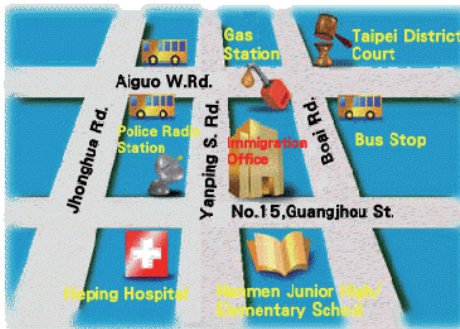 Gas
Station
Taipei District
Court
Aiguo W.Rd.
Jhonghua Rd.
Police Radio
Station
Yanping S. Rd.
Immigration
Office
Boai Rd.
Bus Stop
No.15,Guangjhou St.
Heping Hospital
Nanmen Junior High/
Elementary School